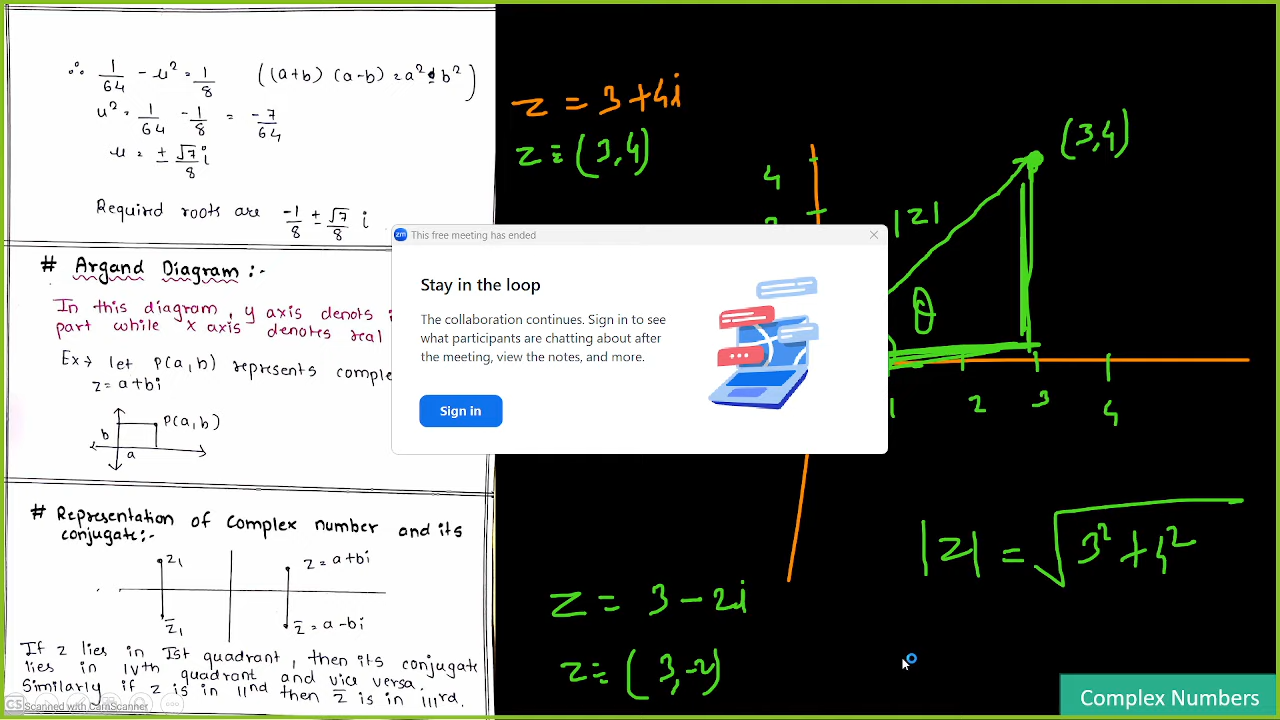 ∴ 1/64 - u² = 1/8 ((a+b) (a-b) = a² - b²)
u² = 1/64 - 1/8 = -7/64
u = ± √7/8 i
Required roots are -1/8 ± √7/8 i
# Argand Diagram :-
In this diagram, y axis denots
part while x axis denotes real
Ex→ let P(a,b) represents comple
z = a+bi
P(a,b)
b
a
# Representation of complex number and its
conjugate:-
z₁
z = a+bi
z̄₁
z̄ = a-bi
If z lies in Ist quadrant, then its conjugate
lies in IVth quadrant and vice versa.
Similarly if z is in IInd then z̄ is in IIIrd.
CS Scanned with CamScanner
z = 3+4i
z ≡ (3,4)
(3,4)
4
|z|
θ
1 2 3 4
|z| = √3²+4²
z = 3-2i
z ≡ (3,-2)
zm This free meeting has ended
Stay in the loop
The collaboration continues. Sign in to see
what participants are chatting about after
the meeting, view the notes, and more.
Sign in
Complex Numbers